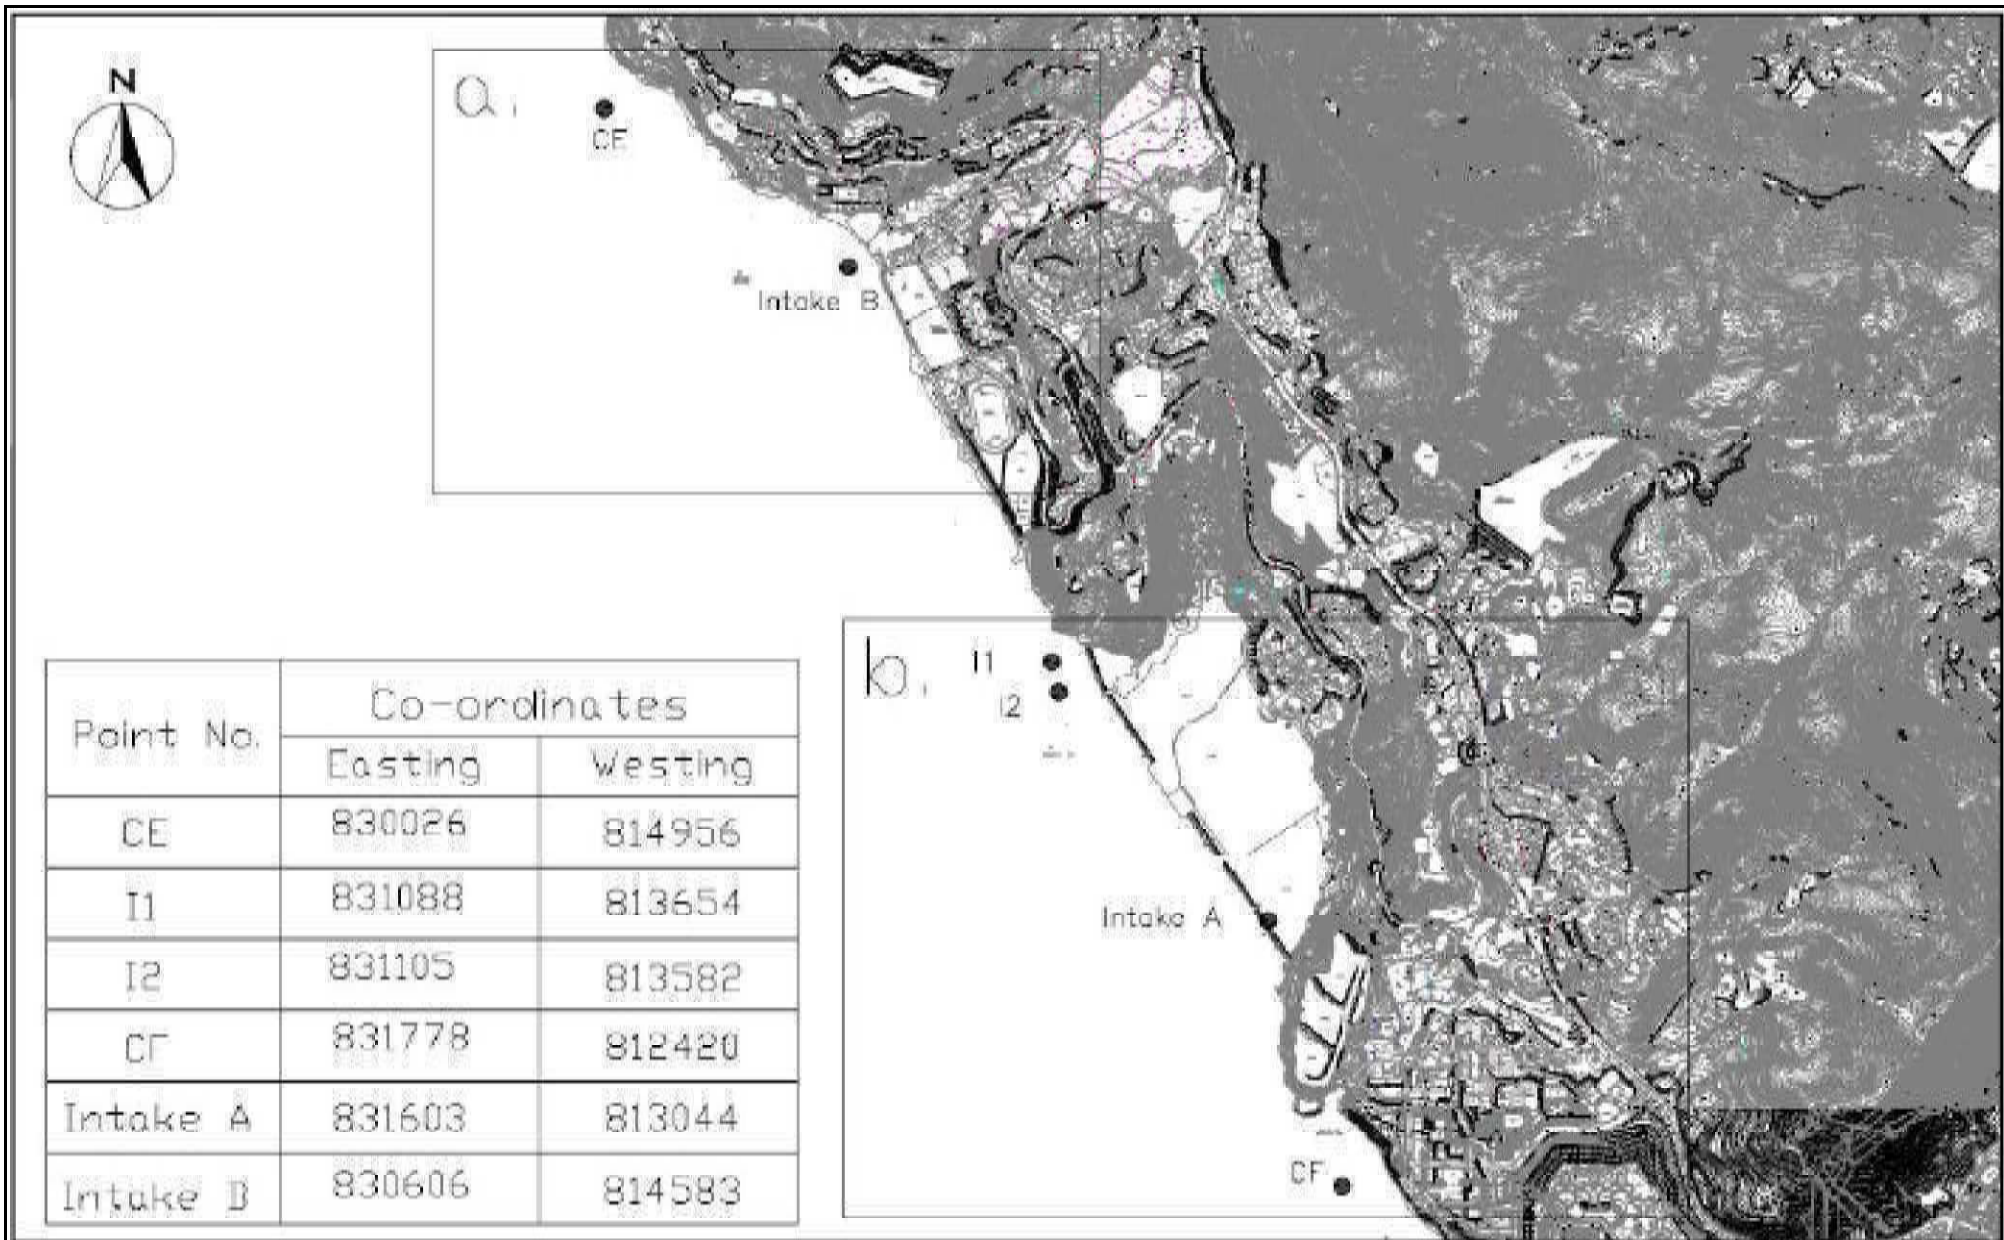 N
a.
CE
Intake B
b.
I1
I2
Intake A
CF
Point No.
Co-ordinates
Easting
Westing
CE 830026 814956
I1 831088 813654
I2 831105 813582
CF 831778 812420
Intake A 831603 813044
Intake B 830606 814583